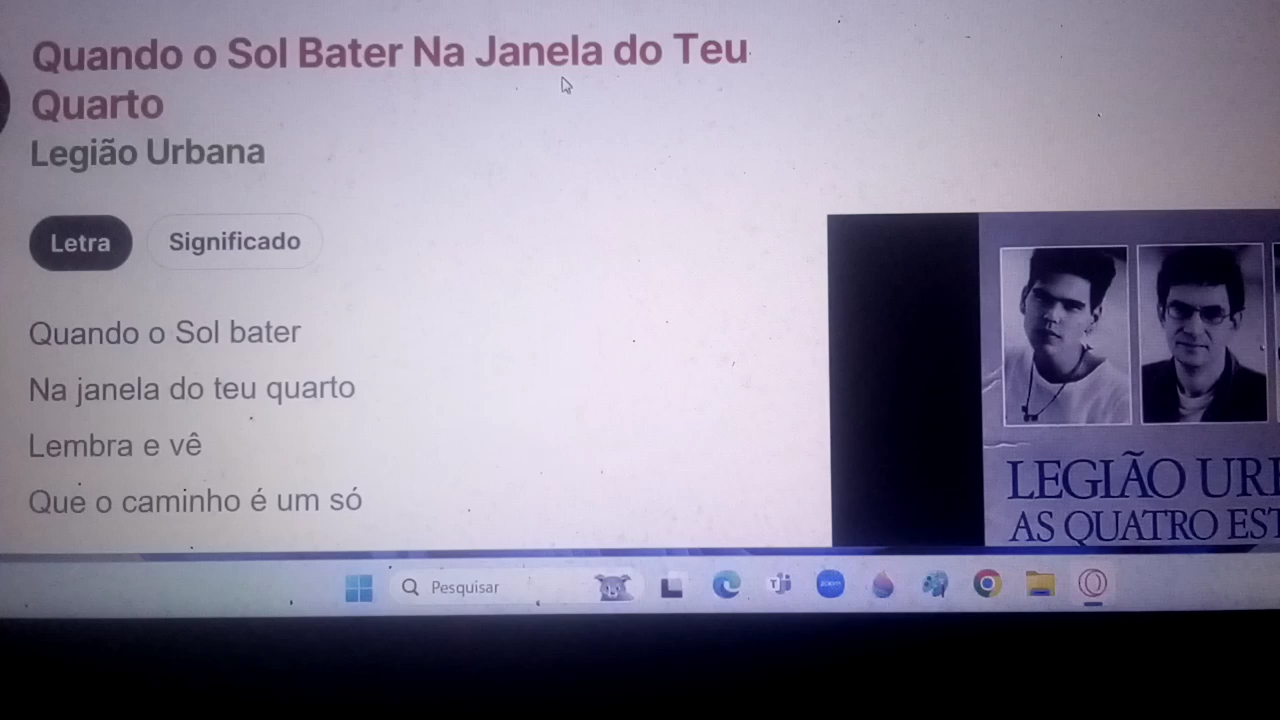 Quando o Sol Bater Na Janela do Teu
Quarto
Legião Urbana
Letra
Significado
Quando o Sol bater
Na janela do teu quarto
Lembra e vê
Que o caminho é um só
LEGIÃO UR
AS QUATRO EST
Pesquisar
zoom